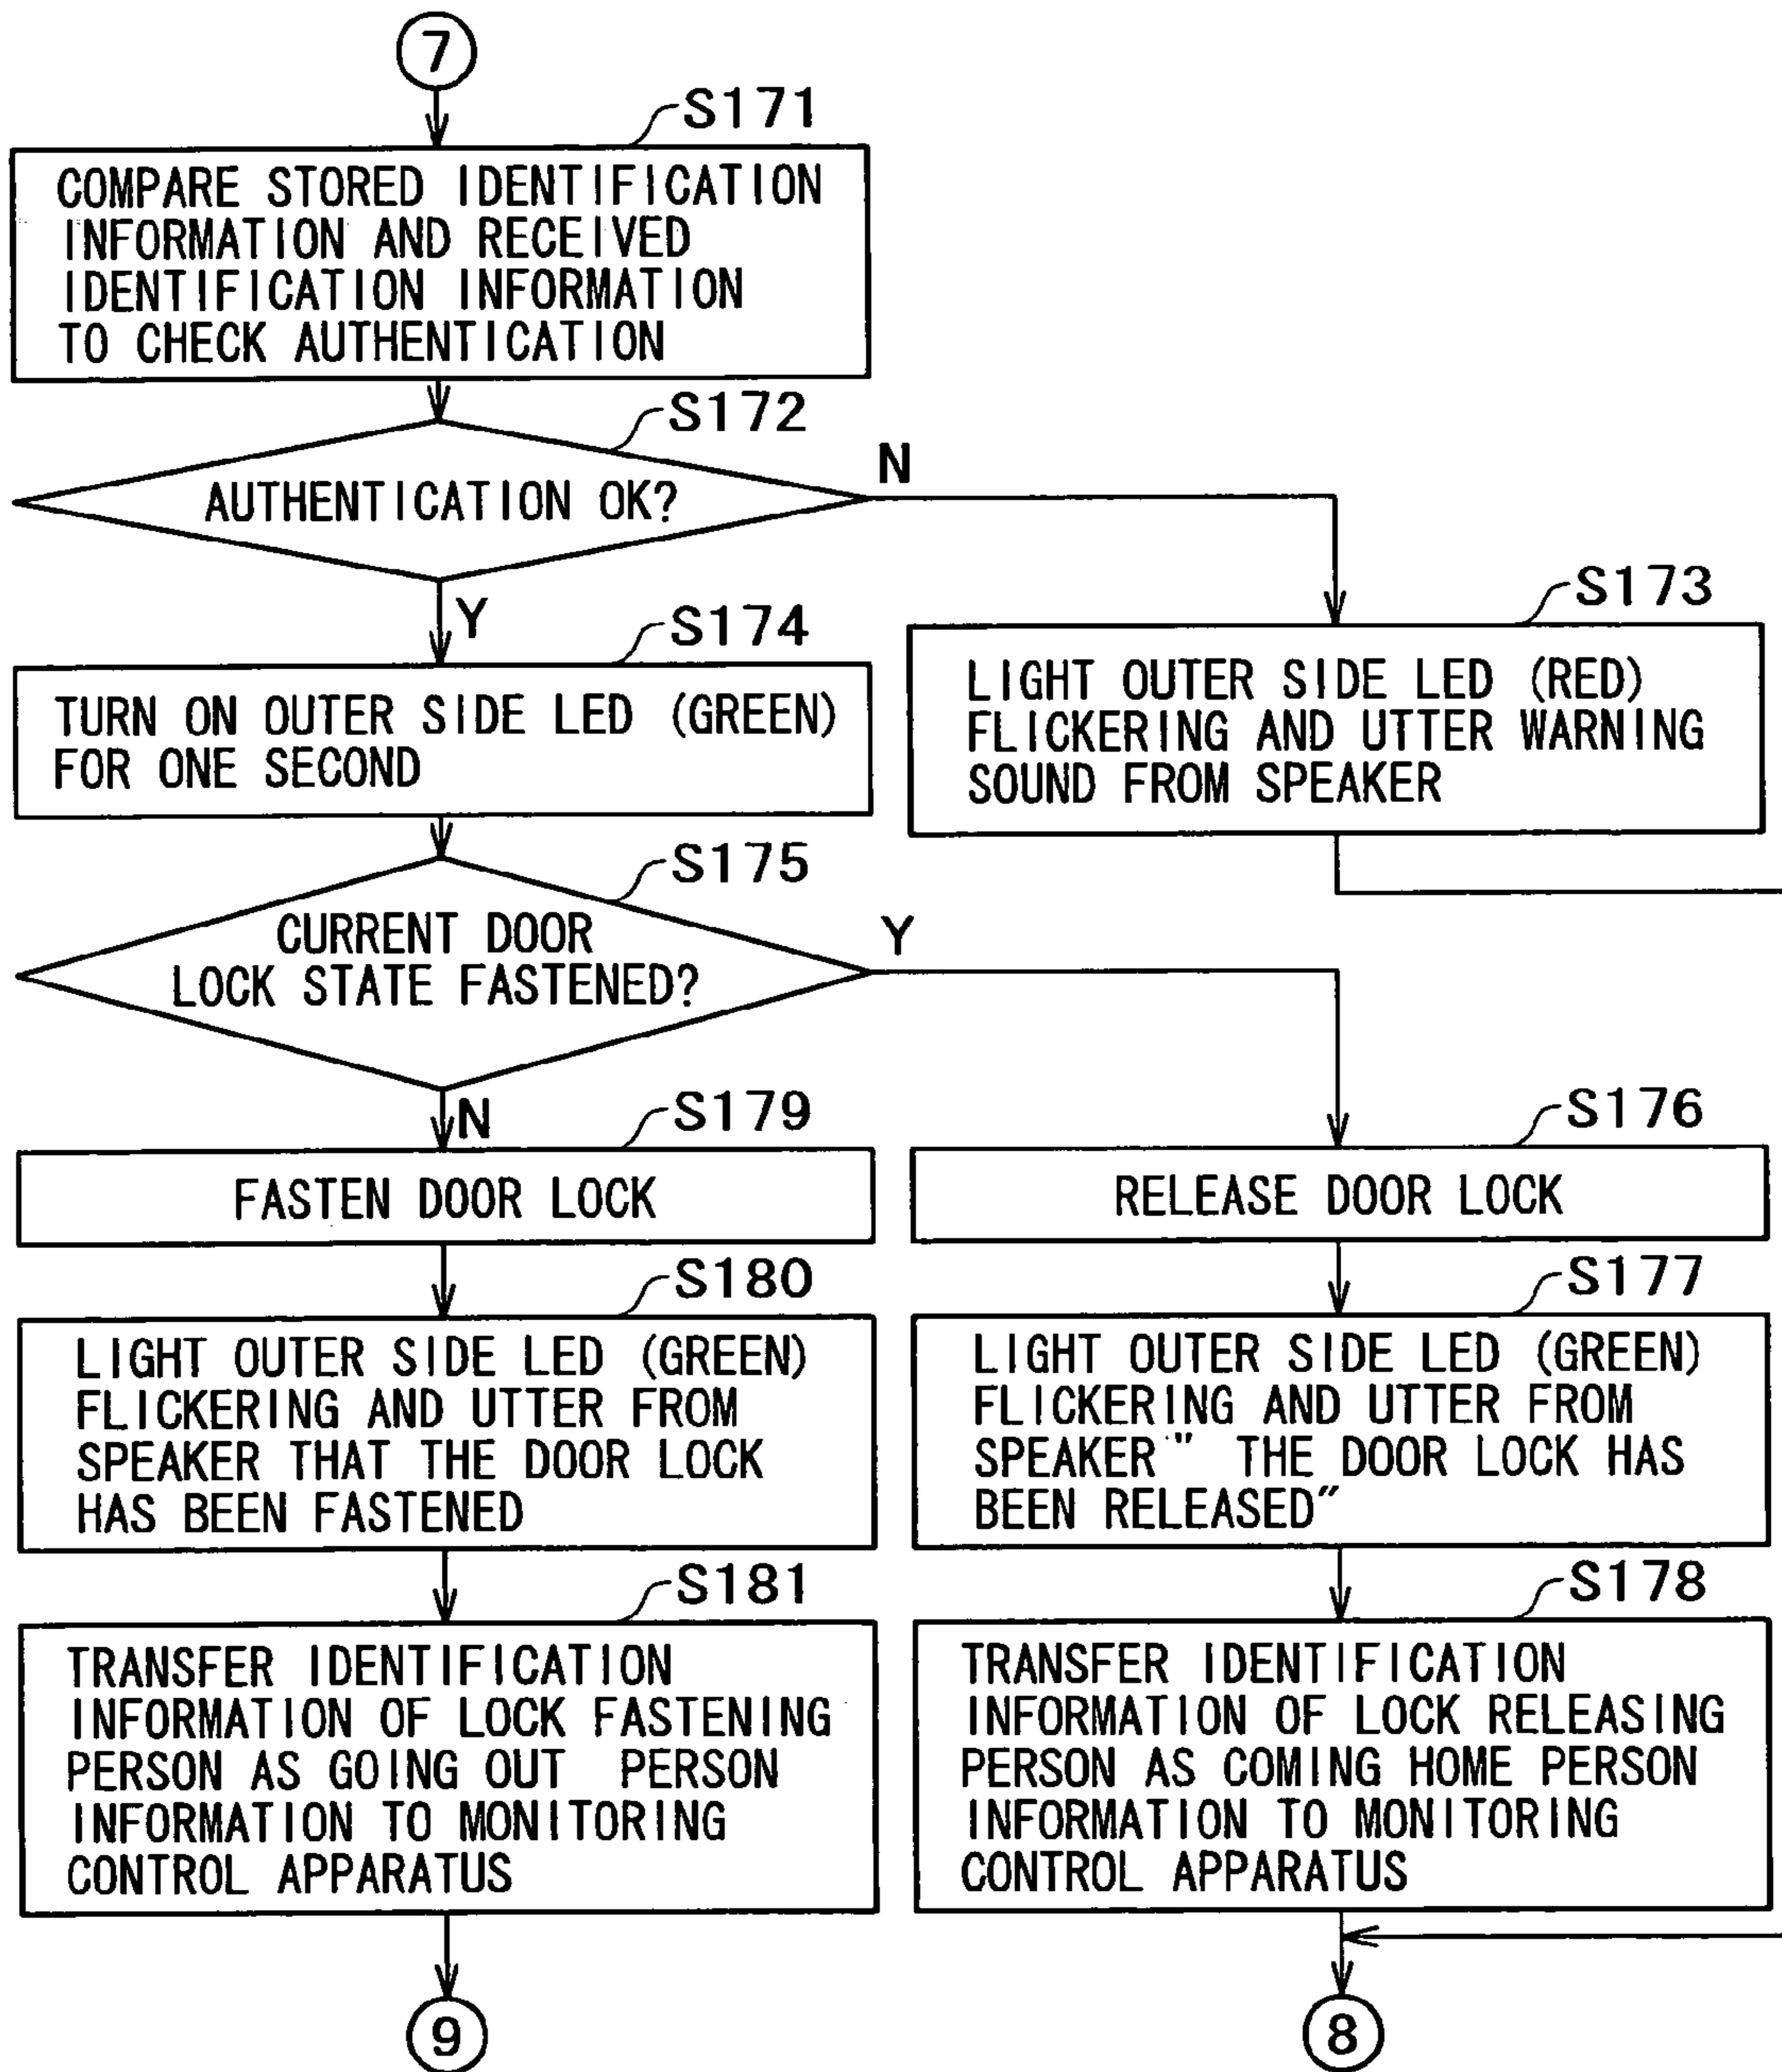 7
S171
COMPARE STORED IDENTIFICATION
INFORMATION AND RECEIVED
IDENTIFICATION INFORMATION
TO CHECK AUTHENTICATION
S172
AUTHENTICATION OK?
N
Y
S173
LIGHT OUTER SIDE LED (RED)
FLICKERING AND UTTER WARNING
SOUND FROM SPEAKER
S174
TURN ON OUTER SIDE LED (GREEN)
FOR ONE SECOND
S175
CURRENT DOOR
LOCK STATE FASTENED?
Y
N
S179
FASTEN DOOR LOCK
S180
LIGHT OUTER SIDE LED (GREEN)
FLICKERING AND UTTER FROM
SPEAKER THAT THE DOOR LOCK
HAS BEEN FASTENED
S181
TRANSFER IDENTIFICATION
INFORMATION OF LOCK FASTENING
PERSON AS GOING OUT PERSON
INFORMATION TO MONITORING
CONTROL APPARATUS
9
S176
RELEASE DOOR LOCK
S177
LIGHT OUTER SIDE LED (GREEN)
FLICKERING AND UTTER FROM
SPEAKER" THE DOOR LOCK HAS
BEEN RELEASED"
S178
TRANSFER IDENTIFICATION
INFORMATION OF LOCK RELEASING
PERSON AS COMING HOME PERSON
INFORMATION TO MONITORING
CONTROL APPARATUS
8